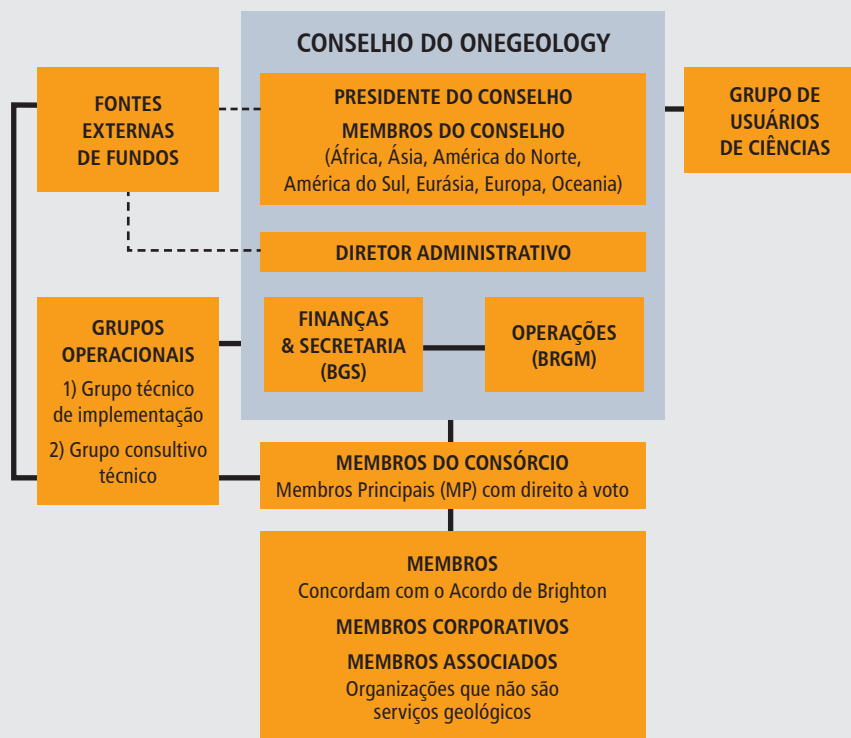 CONSELHO DO ONEGEOLOGY
FONTES
EXTERNAS
DE FUNDOS
PRESIDENTE DO CONSELHO
MEMBROS DO CONSELHO
(África, Ásia, América do Norte,
América do Sul, Eurásia, Europa, Oceania)
GRUPO DE
USUÁRIOS
DE CIÊNCIAS
DIRETOR ADMINISTRATIVO
GRUPOS
OPERACIONAIS
1) Grupo técnico
de implementação
2) Grupo consultivo
técnico
FINANÇAS
& SECRETARIA
(BGS)
OPERAÇÕES
(BRGM)
MEMBROS DO CONSÓRCIO
Membros Principais (MP) com direito à voto
MEMBROS
Concordam com o Acordo de Brighton
MEMBROS CORPORATIVOS
MEMBROS ASSOCIADOS
Organizações que não são
serviços geológicos